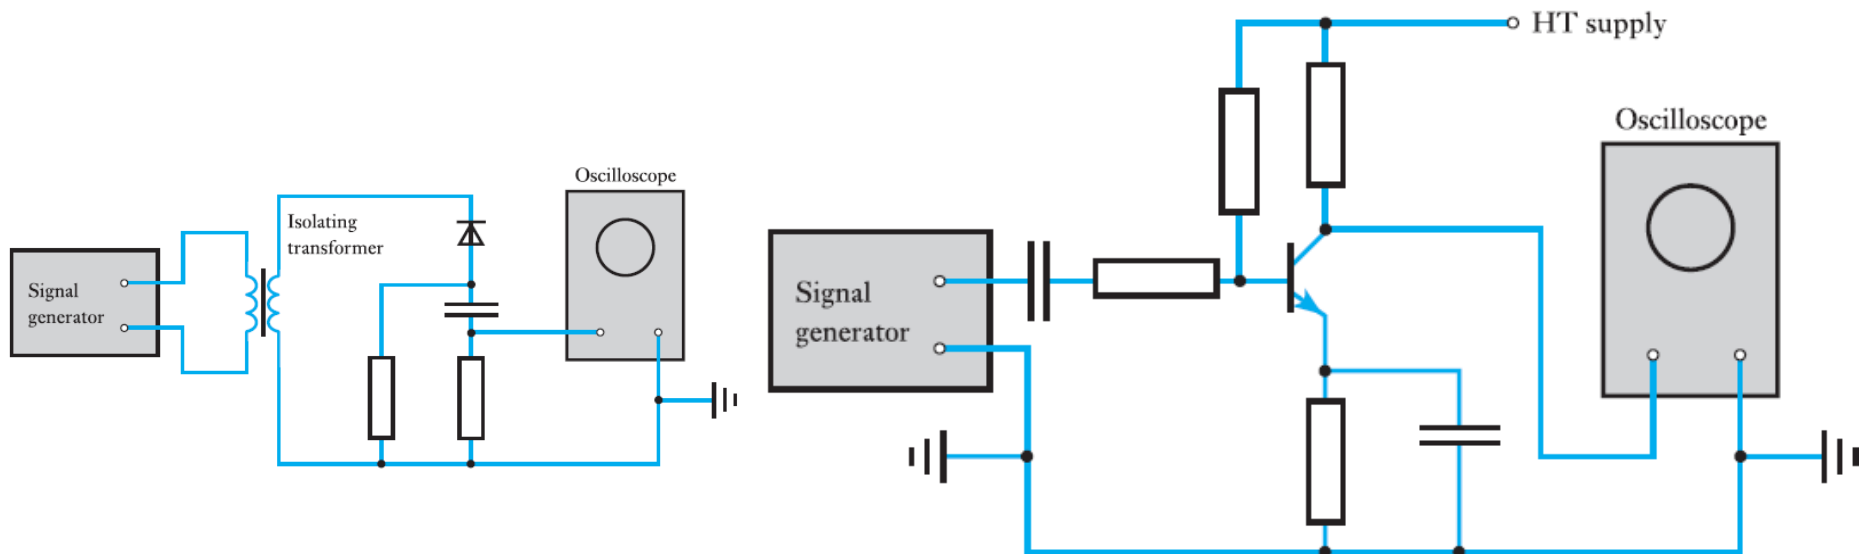 Signal
generator
Isolating
transformer
Oscilloscope
HT supply
Signal
generator
Oscilloscope